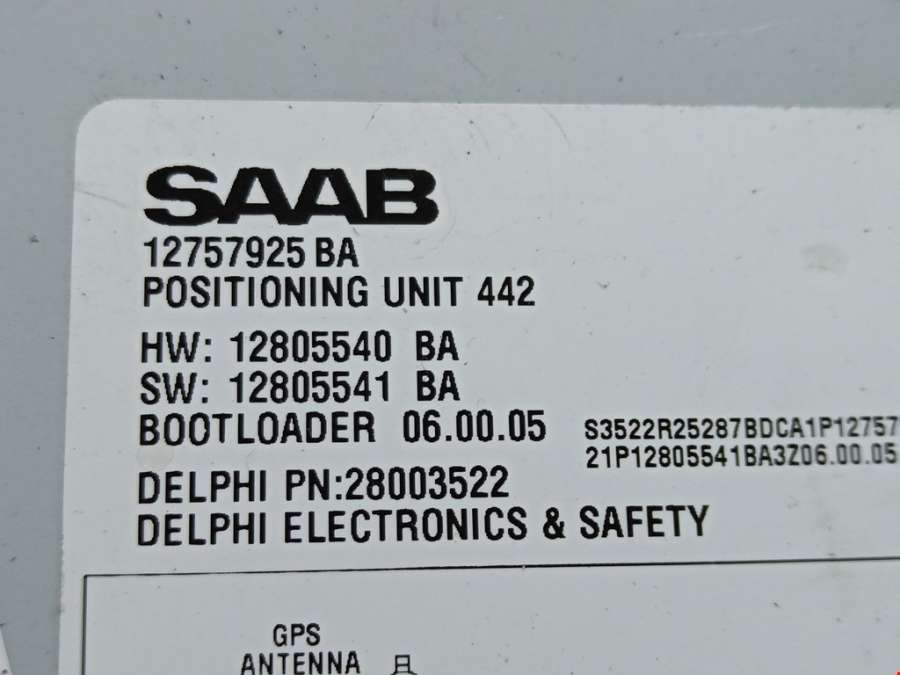 SAAB
12757925 BA
POSITIONING UNIT 442
HW: 12805540 BA
SW: 12805541 BA
BOOTLOADER 06.00.05
S3522R25287BDCA1P12757
21P12805541BA3Z06.00.05
DELPHI PN:28003522
DELPHI ELECTRONICS & SAFETY
GPS
ANTENNA